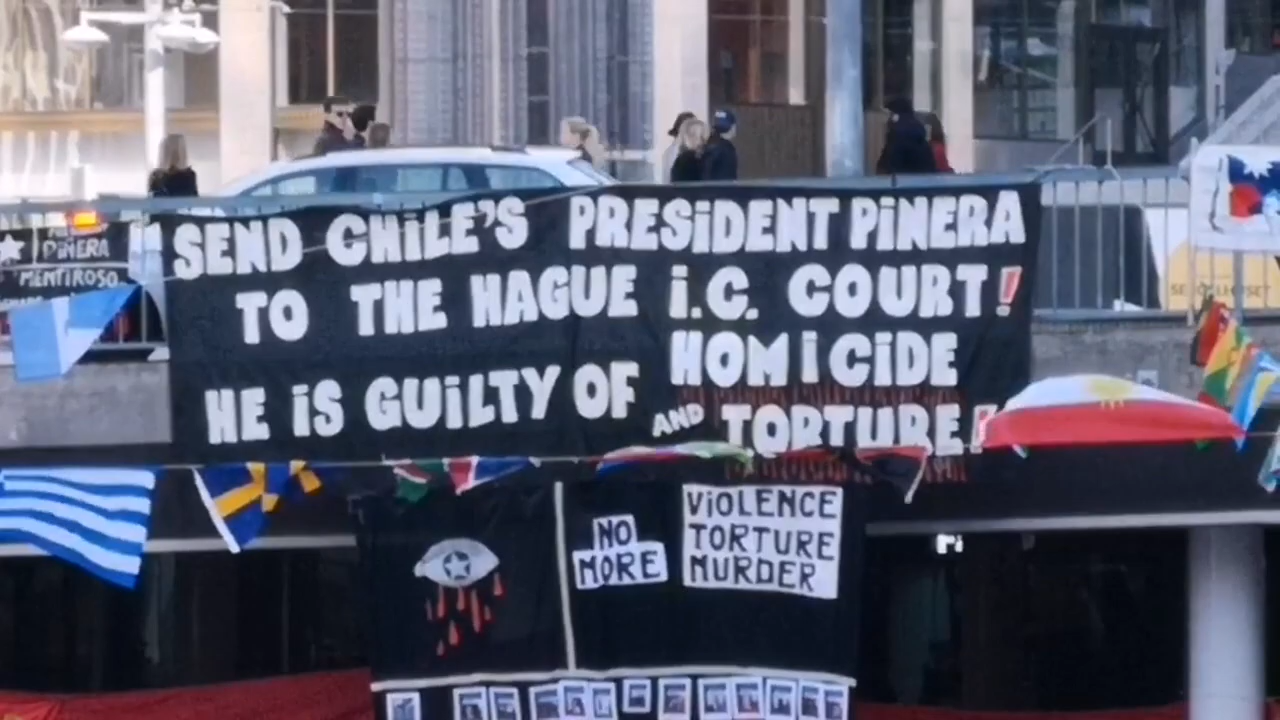 SEND CHiLE'S PRESiDENT PiNERA
TO THE HAGUE i.C. COURT!
HE iS GUiLTY OF HOMiCiDE
AND TORTURE!
PiÑERA
MENTiROSO
NO
MORE
ViOLENCE
TORTURE
MURDER